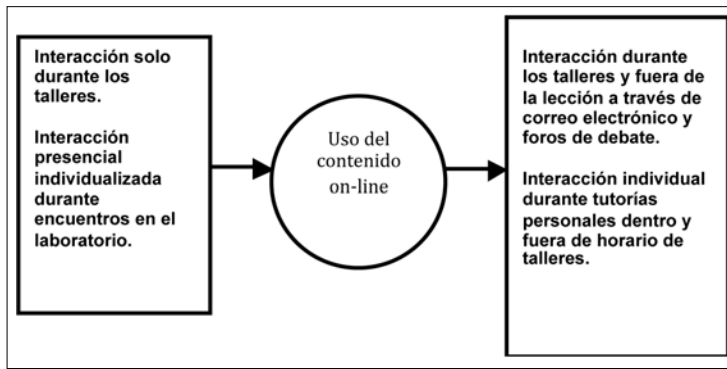 Interacción solo
durante los
talleres.
Interacción
presencial
individualizada
durante
encuentros en el
laboratorio.
Uso del
contenido
on-line
Interacción durante
los talleres y fuera de
la lección a través de
correo electrónico y
foros de debate.
Interacción individual
durante tutorías
personales dentro y
fuera de horario de
talleres.